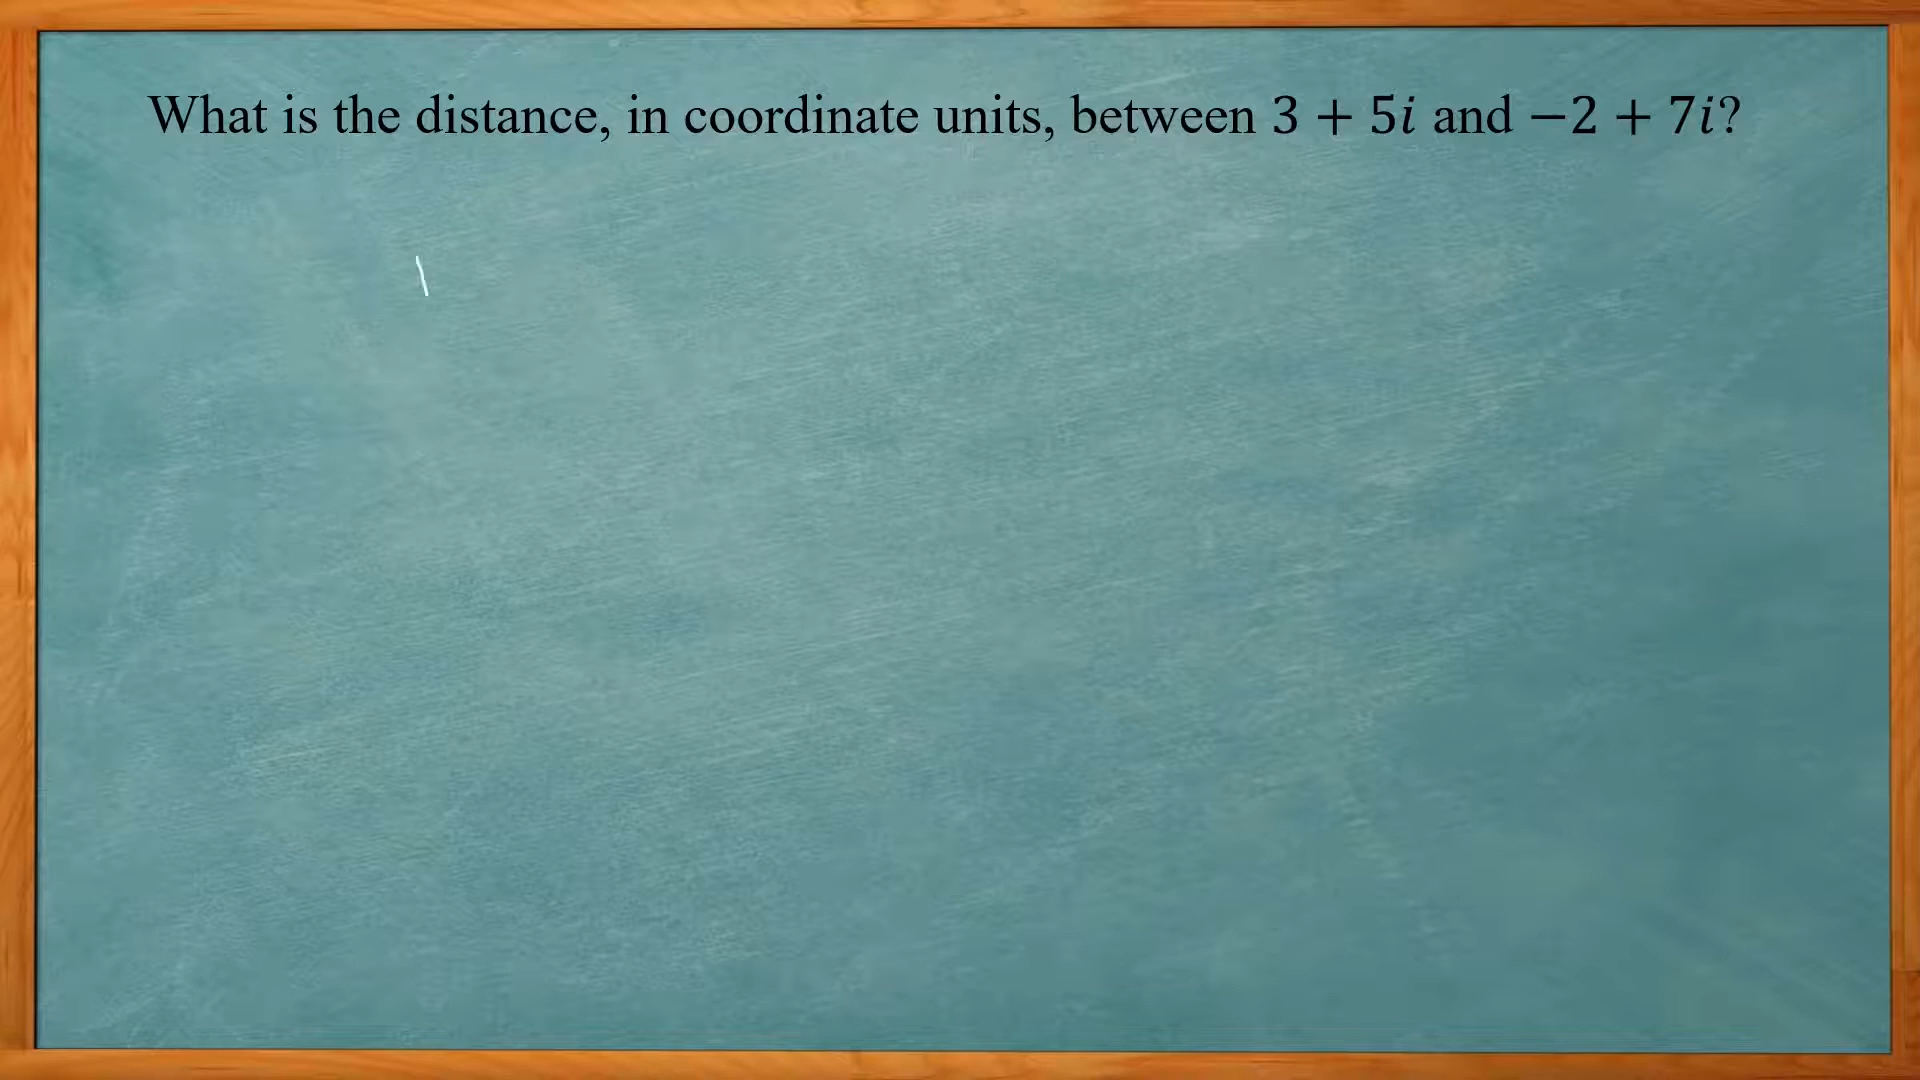 What is the distance, in coordinate units, between 3 + 5i and −2 + 7i?